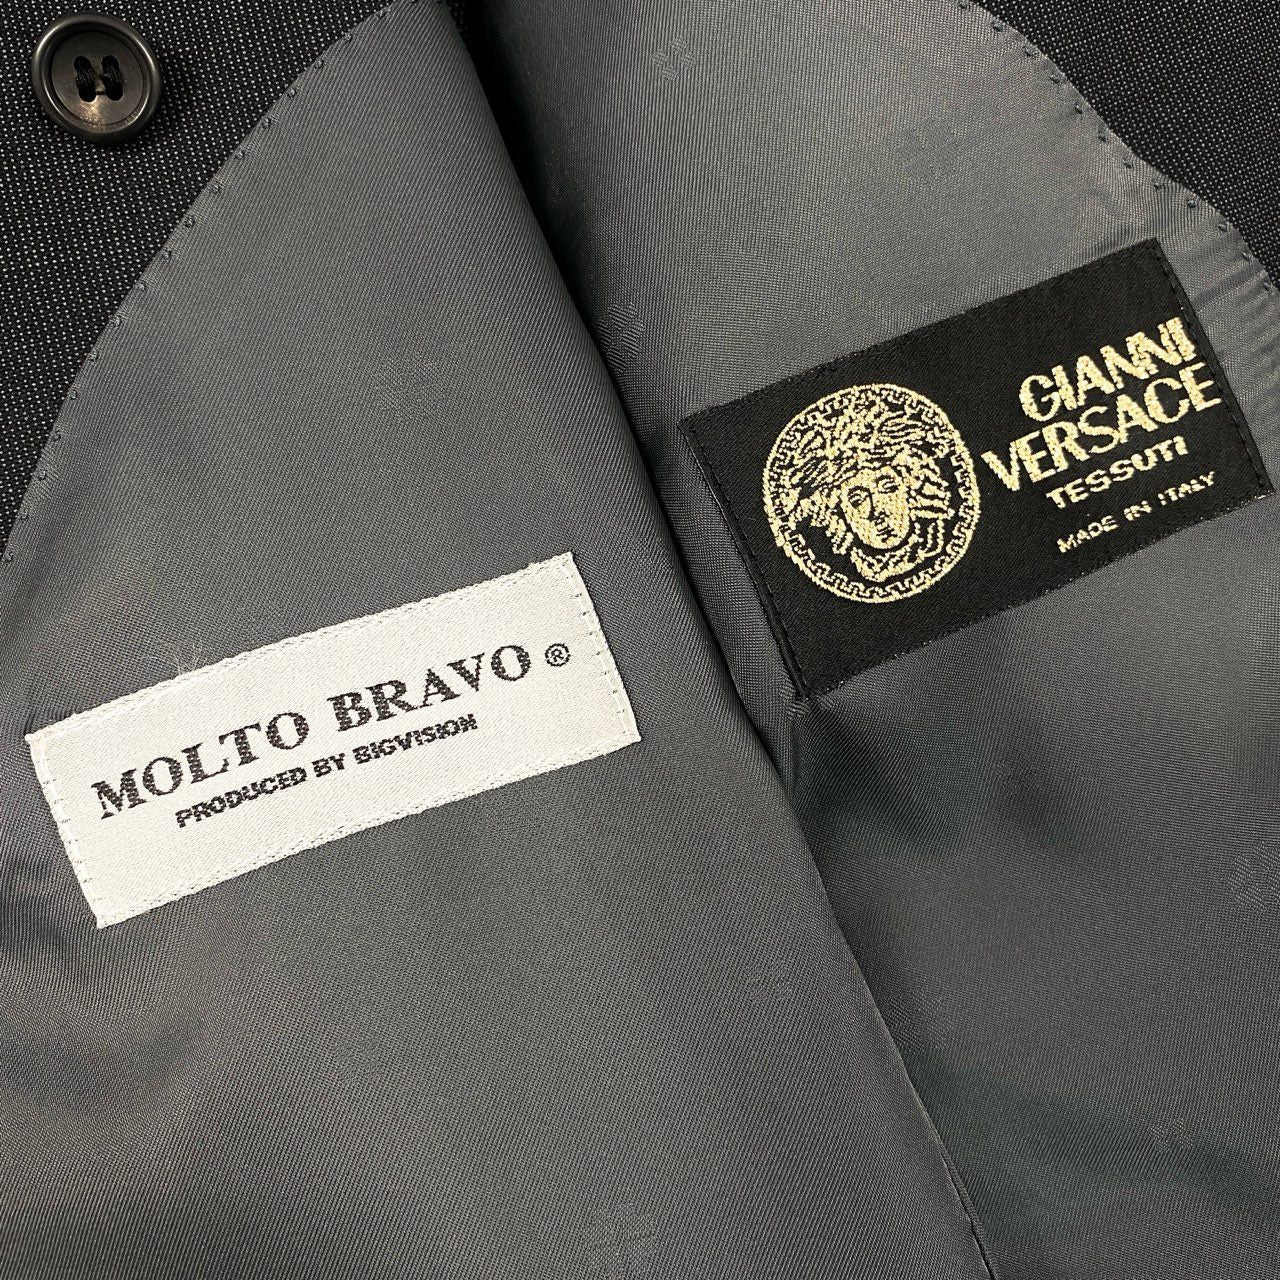 MOLTO BRAVO ®
PRODUCED BY BIGVISION
GIANNI
VERSACE
TESSUTI
MADE IN ITALY